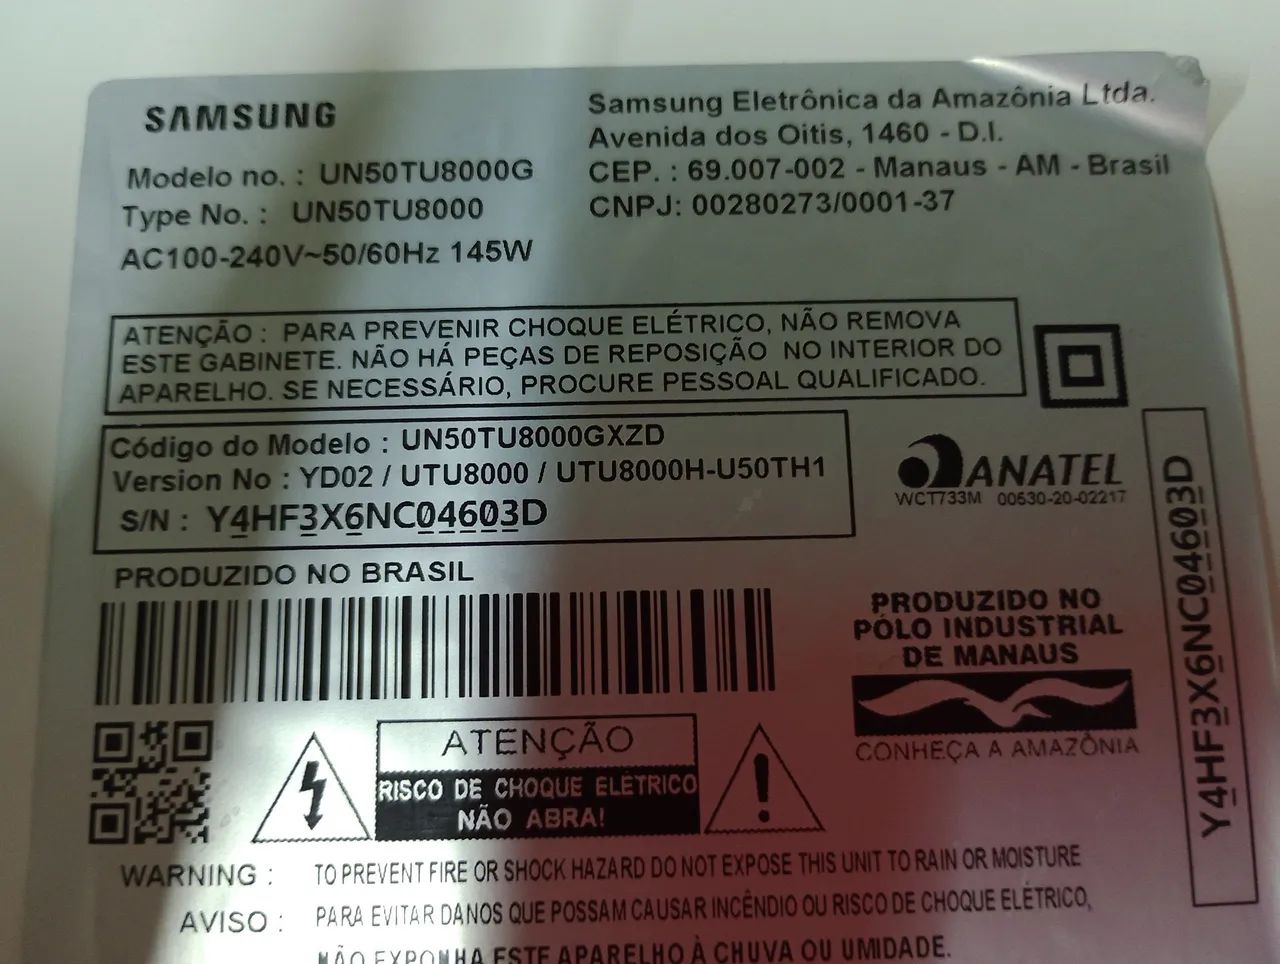 SAMSUNG
Modelo no. : UN50TU8000G
Type No. : UN50TU8000
AC100-240V~50/60Hz 145W
Samsung Eletrônica da Amazônia Ltda.
Avenida dos Oitis, 1460 - D.I.
CEP. : 69.007-002 - Manaus - AM - Brasil
CNPJ: 00280273/0001-37
ATENÇÃO : PARA PREVENIR CHOQUE ELÉTRICO, NÃO REMOVA
ESTE GABINETE. NÃO HÁ PEÇAS DE REPOSIÇÃO NO INTERIOR DO
APARELHO. SE NECESSÁRIO, PROCURE PESSOAL QUALIFICADO.
Código do Modelo : UN50TU8000GXZD
Version No : YD02 / UTU8000 / UTU8000H-U50TH1
S/N : Y4HF3X6NC04603D
ANATEL
WCT733M 00630-20-02217
Y4HF3X6NC04603D
PRODUZIDO NO BRASIL
PRODUZIDO NO
PÓLO INDUSTRIAL
DE MANAUS
CONHEÇA A AMAZÔNIA
ATENÇÃO
RISCO DE CHOQUE ELÉTRICO
NÃO ABRA!
WARNING : TO PREVENT FIRE OR SHOCK HAZARD DO NOT EXPOSE THIS UNIT TO RAIN OR MOISTURE
AVISO : PARA EVITAR DANOS QUE POSSAM CAUSAR INCÊNDIO OU RISCO DE CHOQUE ELÉTRICO,
NÃO EXPONHA ESTE APARELHO À CHUVA OU UMIDADE.